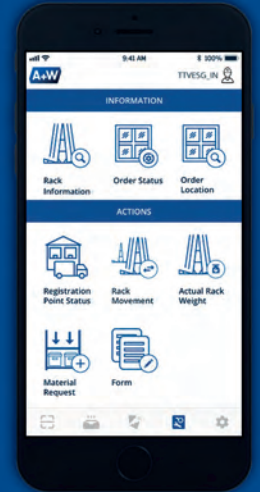 9:41 AM
100%
A+W
TTVESG_IN
INFORMATION
Rack
Information
Order Status
Order
Location
ACTIONS
Registration
Point Status
Rack
Movement
Actual Rack
Weight
Material
Request
Form